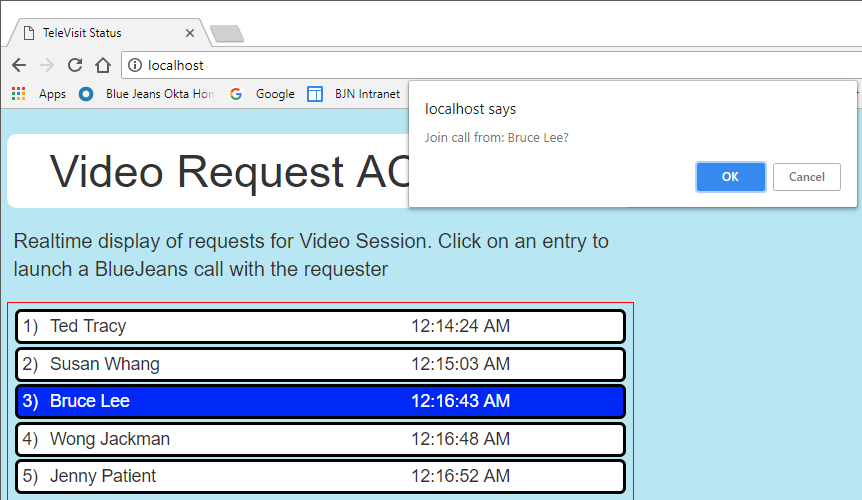 TeleVisit Status
localhost
Apps Blue Jeans Okta Hom Google BJN Intranet
localhost says
Join call from: Bruce Lee?
OK Cancel
Video Request AC
Realtime display of requests for Video Session. Click on an entry to
launch a BlueJeans call with the requester
1) Ted Tracy 12:14:24 AM
2) Susan Whang 12:15:03 AM
3) Bruce Lee 12:16:43 AM
4) Wong Jackman 12:16:48 AM
5) Jenny Patient 12:16:52 AM